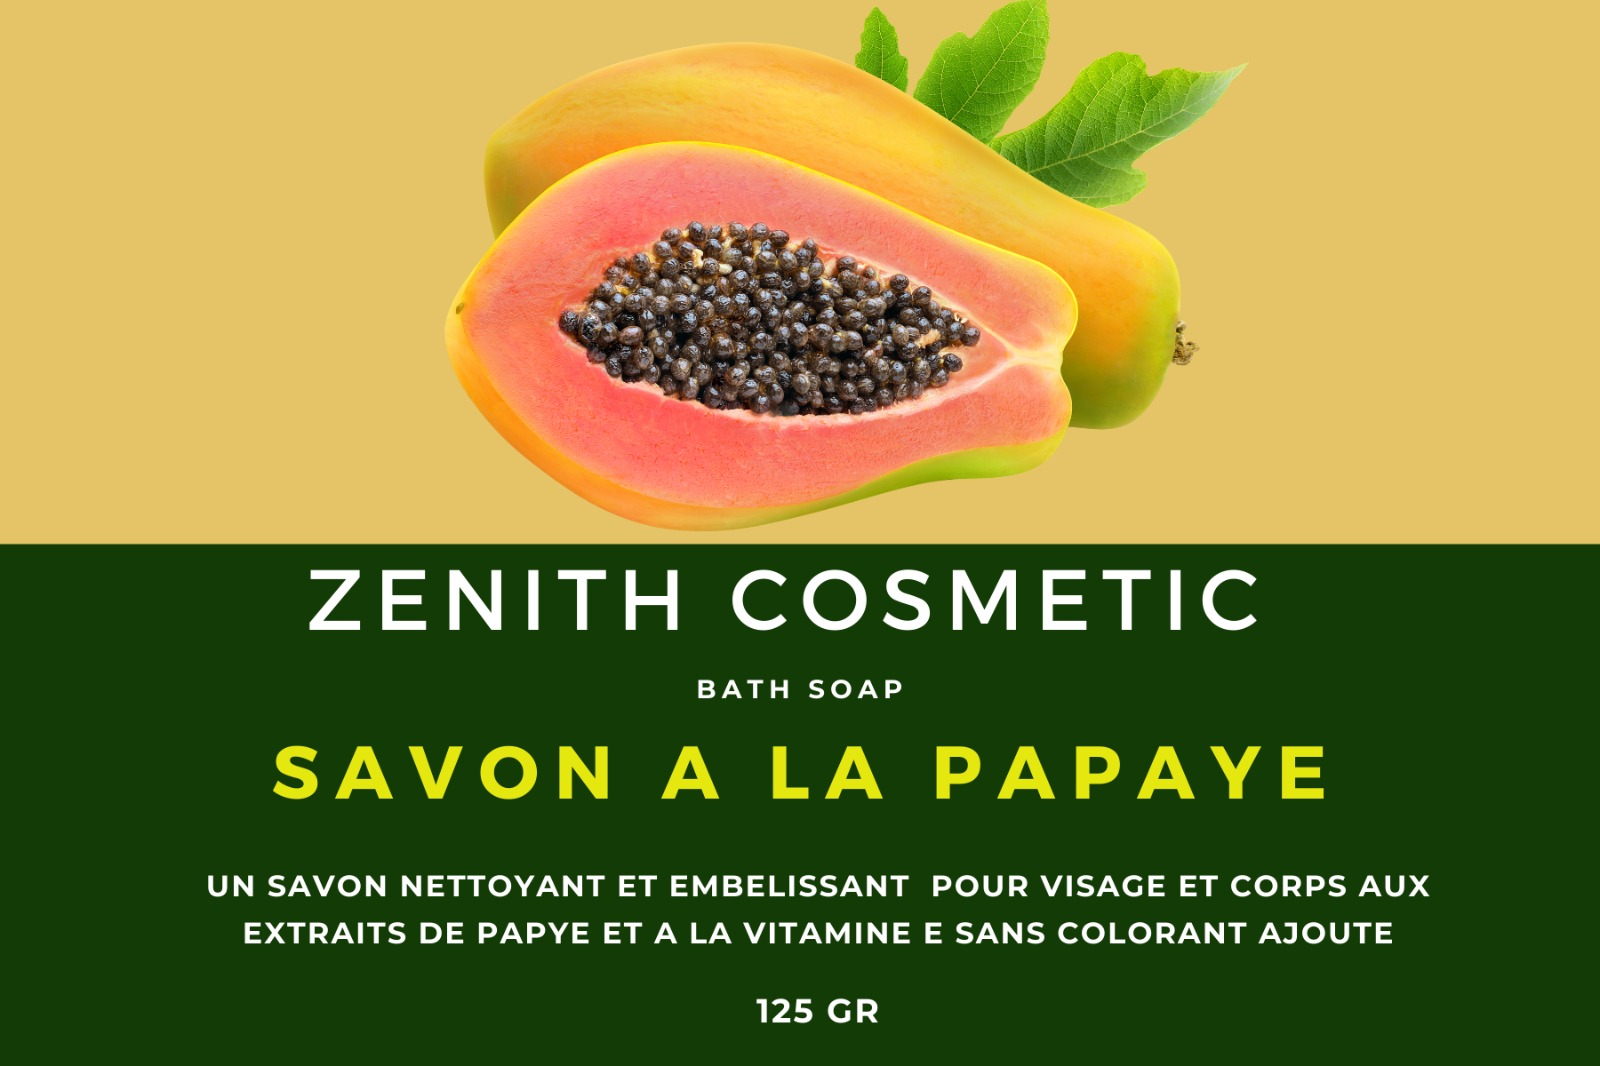 ZENITH COSMETIC
BATH SOAP
SAVON A LA PAPAYE
UN SAVON NETTOYANT ET EMBELISSANT POUR VISAGE ET CORPS AUX
EXTRAITS DE PAPYE ET A LA VITAMINE E SANS COLORANT AJOUTE
125 GR